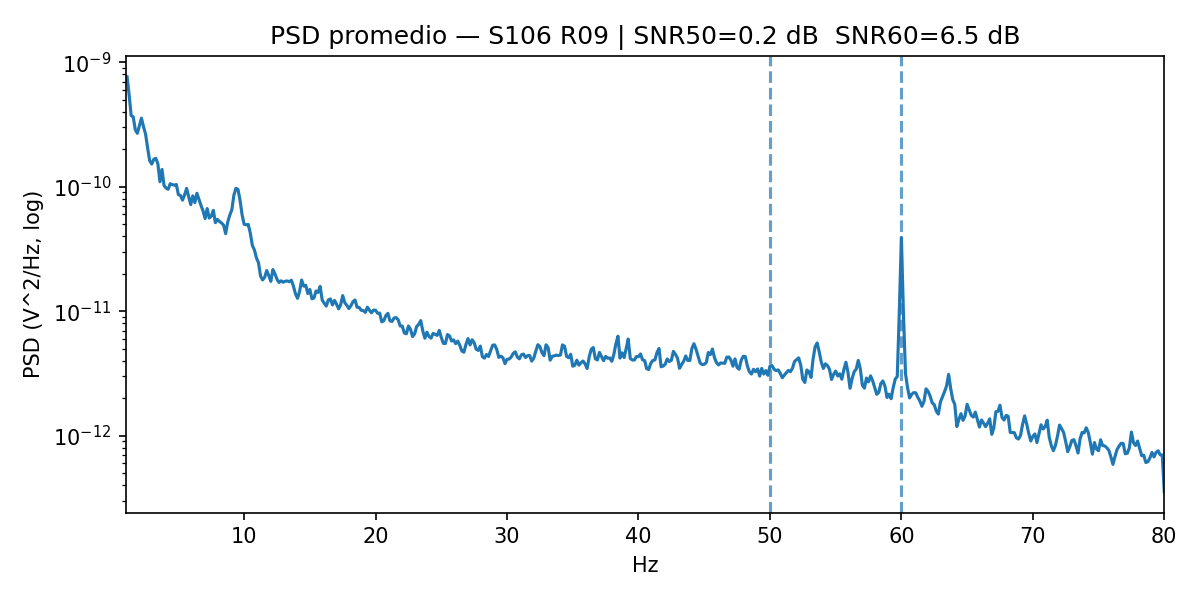 PSD promedio — S106 R09 | SNR50=0.2 dB  SNR60=6.5 dB
PSD (V^2/Hz, log)
10⁻⁹
10⁻¹⁰
10⁻¹¹
10⁻¹²
10 20 30 40 50 60 70 80
Hz